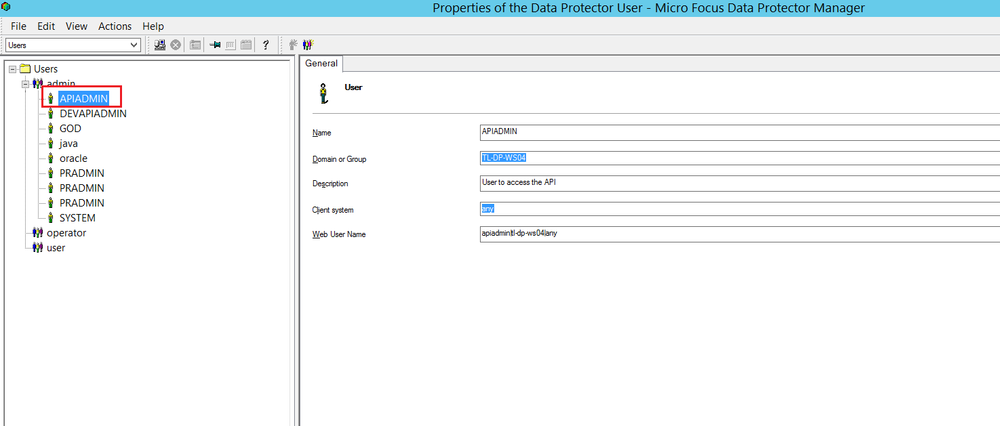 Properties of the Data Protector User - Micro Focus Data Protector Manager
File Edit View Actions Help
Users
?
Users
admin
APIADMIN
DEVAPIADMIN
GOD
java
oracle
PRADMIN
PRADMIN
PRADMIN
SYSTEM
operator
user
General
User
Name APIADMIN
Domain or Group TL-DP-WS04
Description User to access the API
Client system any
Web User Name apiadmin|tl-dp-ws04|any